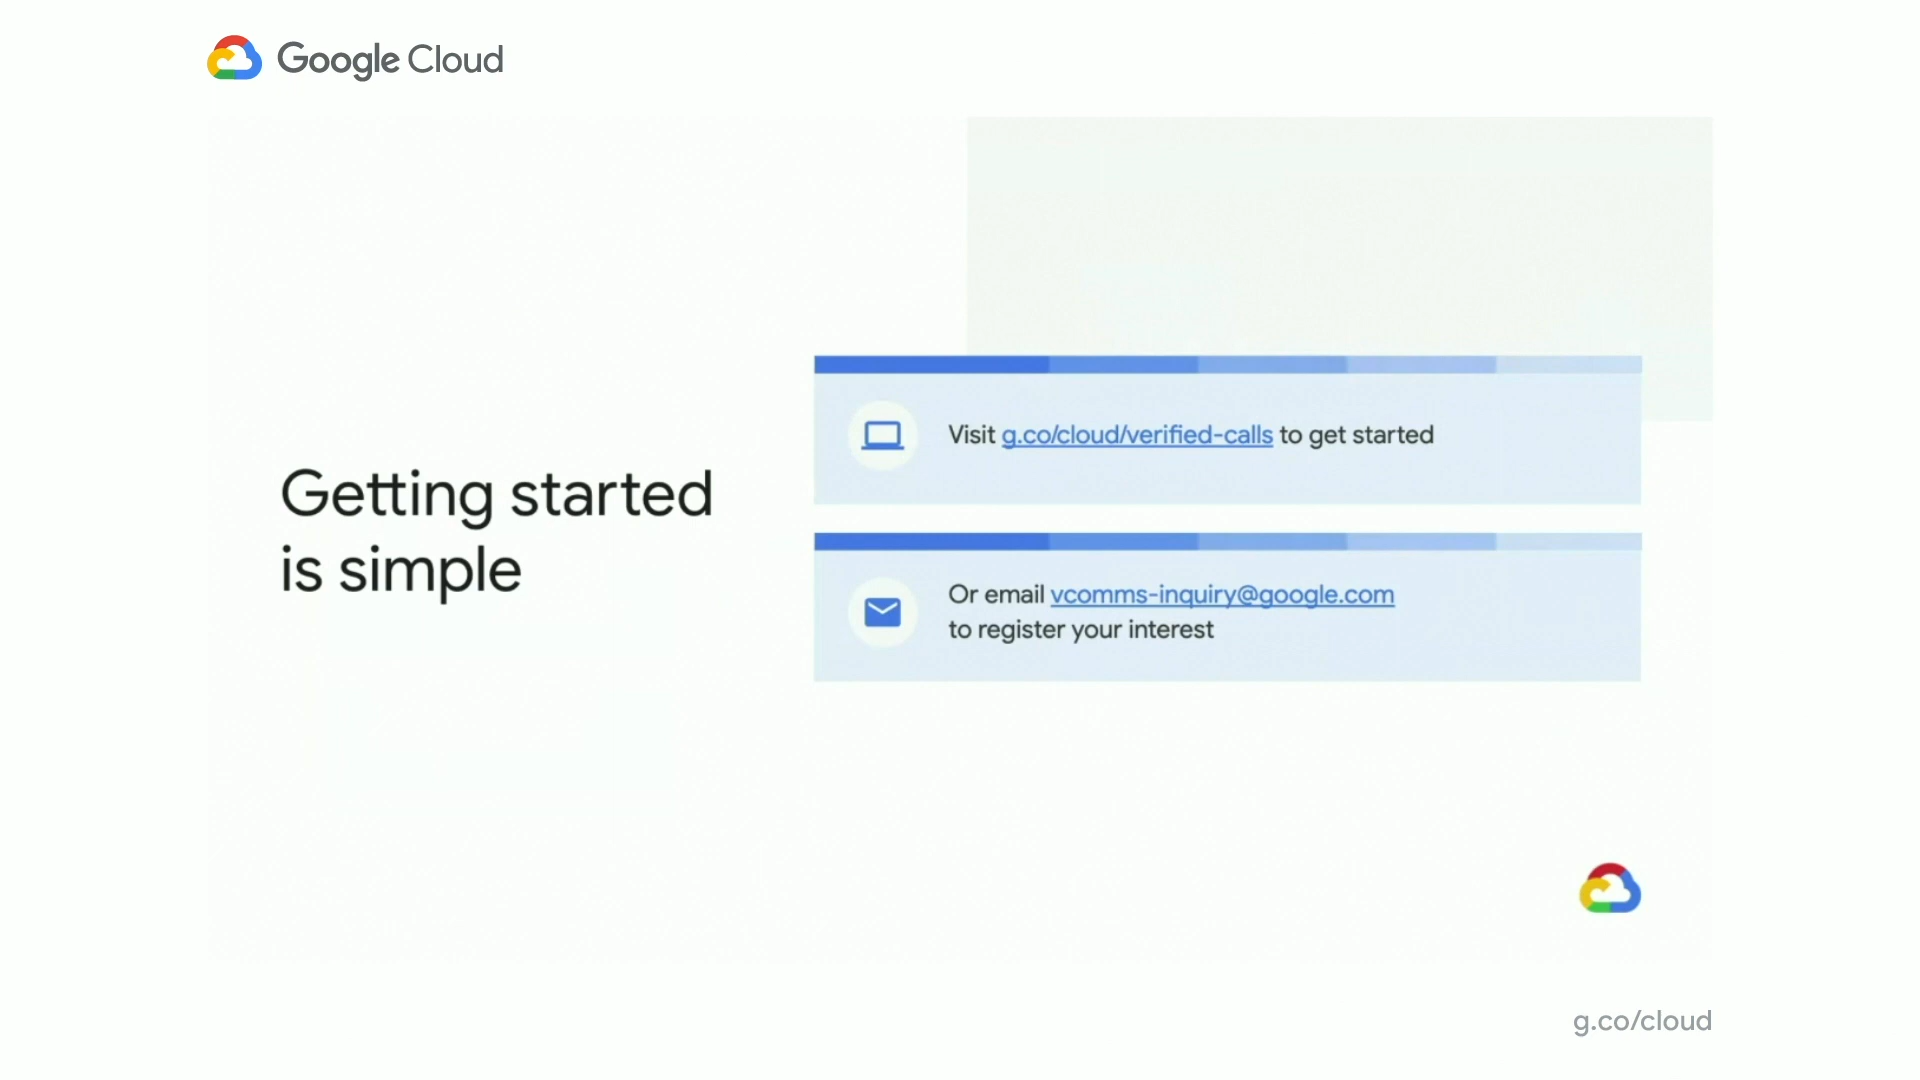 Google Cloud
Getting started
is simple
Visit g.co/cloud/verified-calls to get started
Or email vcomms-inquiry@google.com
to register your interest
g.co/cloud